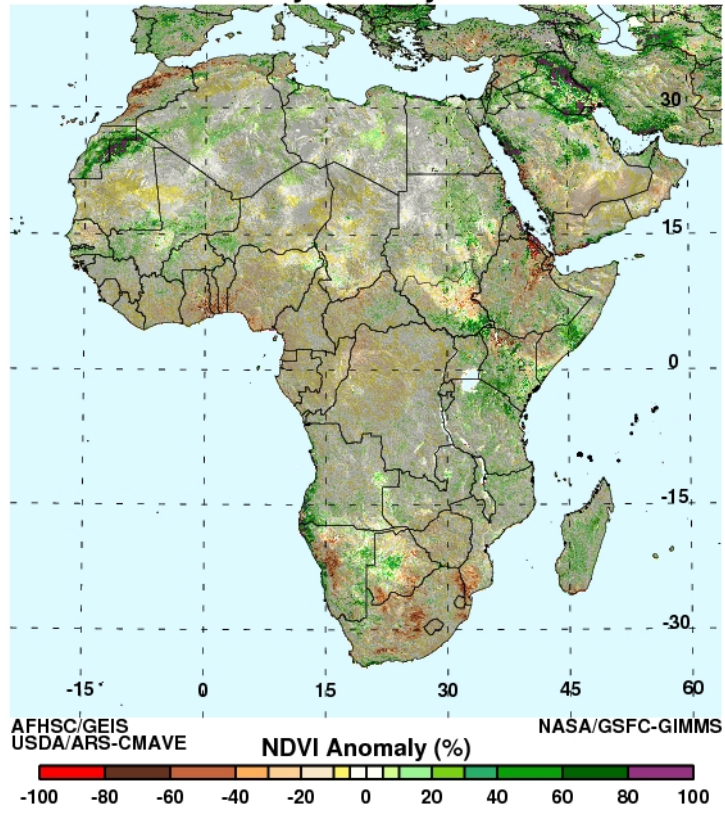 30
15
0
-15
-30
-15 0 15 30 45 60
AFHSC/GEIS NASA/GSFC-GIMMS
USDA/ARS-CMAVE
NDVI Anomaly (%)
-100 -80 -60 -40 -20 0 20 40 60 80 100